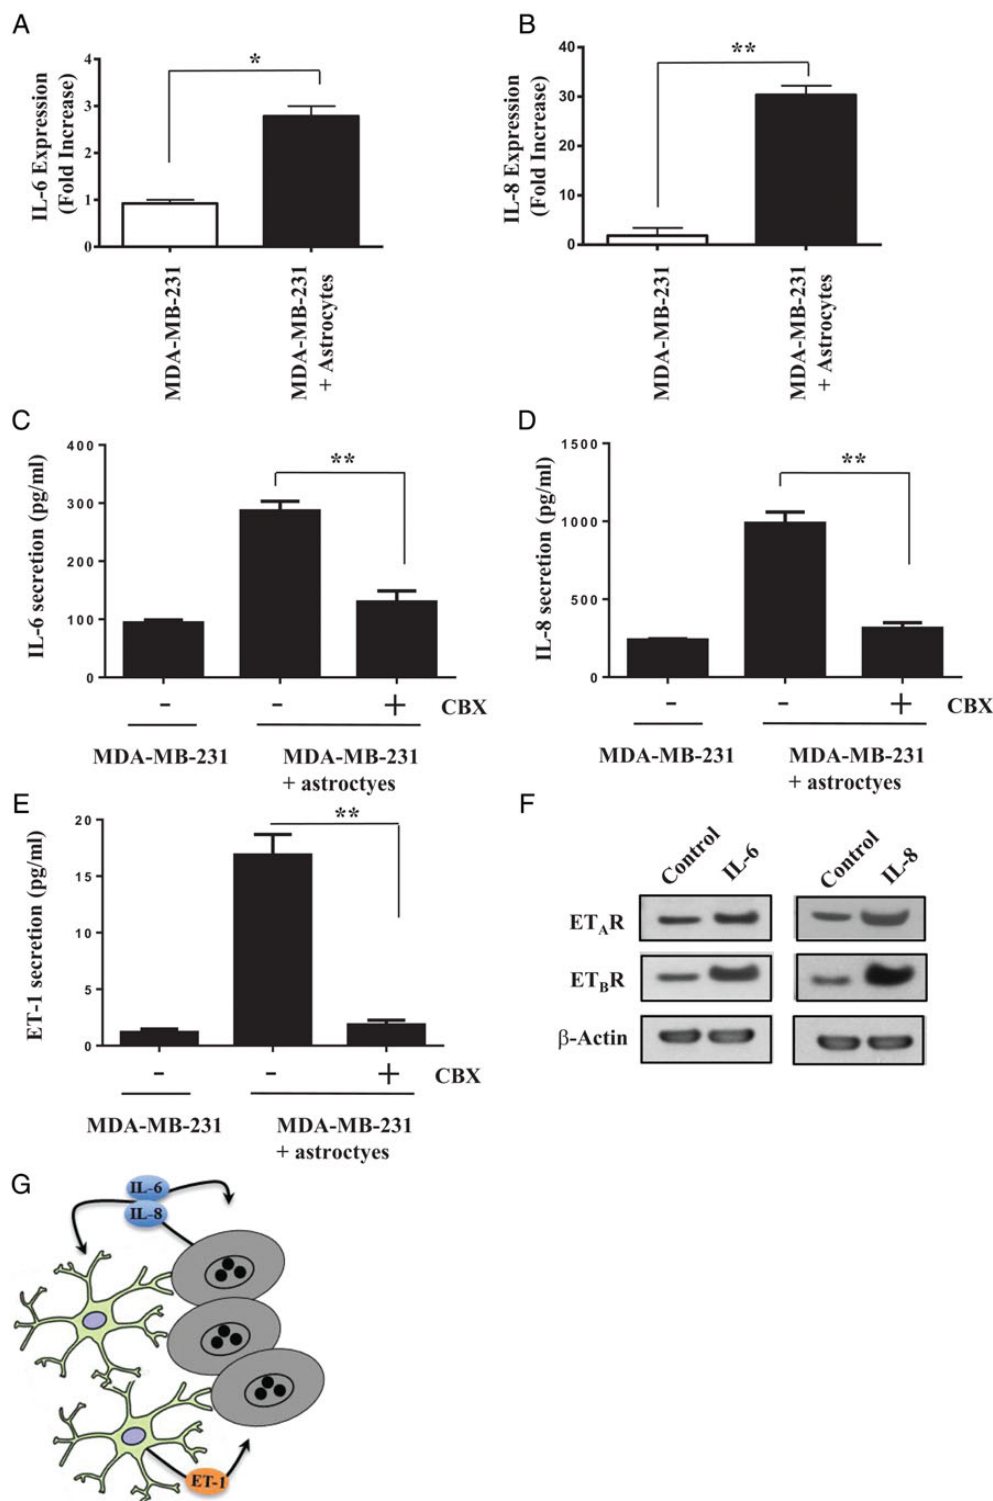 A
IL-6 Expression
(Fold Increase)
4
3
2
1
0
*
MDA-MB-231
MDA-MB-231
+ Astrocytes
B
IL-8 Expression
(Fold Increase)
40
30
20
10
0
**
MDA-MB-231
MDA-MB-231
+ Astrocytes
C
IL-6 secretion (pg/ml)
400
300
200
100
0
**
- - + CBX
MDA-MB-231 MDA-MB-231
+ astroctyes
D
IL-8 secretion (pg/ml)
1500
1000
500
0
**
- - + CBX
MDA-MB-231 MDA-MB-231
+ astroctyes
E
ET-1 secretion (pg/ml)
20
15
10
5
0
**
- - + CBX
MDA-MB-231 MDA-MB-231
+ astroctyes
F
Control IL-6 Control IL-8
ETAR
ETBR
β-Actin
G
IL-6
IL-8
ET-1